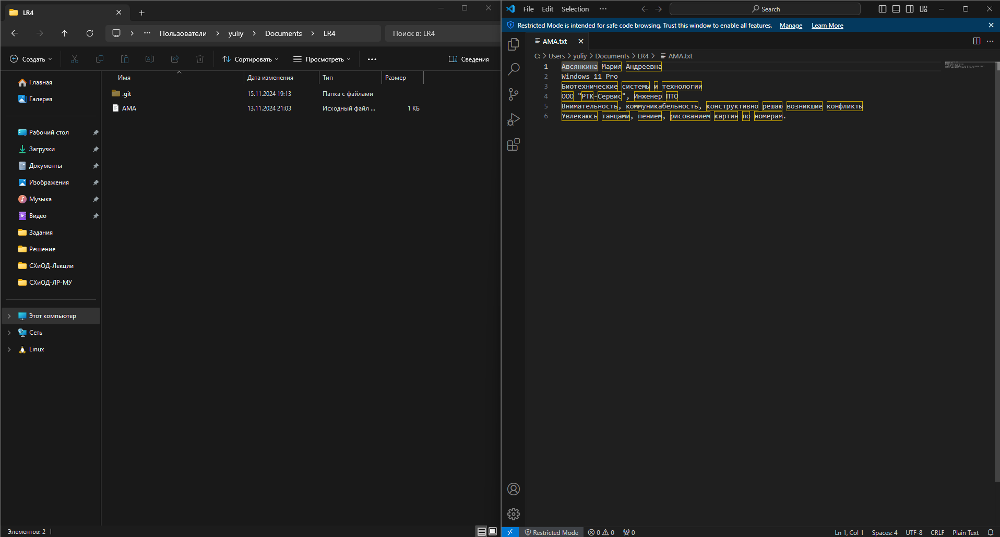 LR4
Пользователи
yuliy
Documents
LR4
Поиск в: LR4
Создать
Сортировать
Просмотреть
Сведения
Имя
Дата изменения
Тип
Размер
.git
15.11.2024 19:13
Папка с файлами
AMA
13.11.2024 21:03
Исходный файл ...
1 КБ
Главная
Галерея
Рабочий стол
Загрузки
Документы
Изображения
Музыка
Видео
Задания
Решение
СХиОД-Лекции
СХиОД-ЛР-МУ
Этот компьютер
Сеть
Linux
Элементов: 2
File Edit Selection ···
Search
Restricted Mode is intended for safe code browsing. Trust this window to enable all features. Manage Learn More
AMA.txt
C: > Users > yuliy > Documents > LR4 > AMA.txt
1 Авсянкина Мария Андреевна
2 Windows 11 Pro
3 Биотехнические системы и технологии
4 ООО "РТК-Сервис", Инженер ПТО
5 Внимательность, коммуникабельность, конструктивно решаю возникшие конфликты
6 Увлекаюсь танцами, пением, рисованием картин по номерам.
Restricted Mode 0 0 0
Ln 1, Col 1 Spaces: 4 UTF-8 CRLF Plain Text